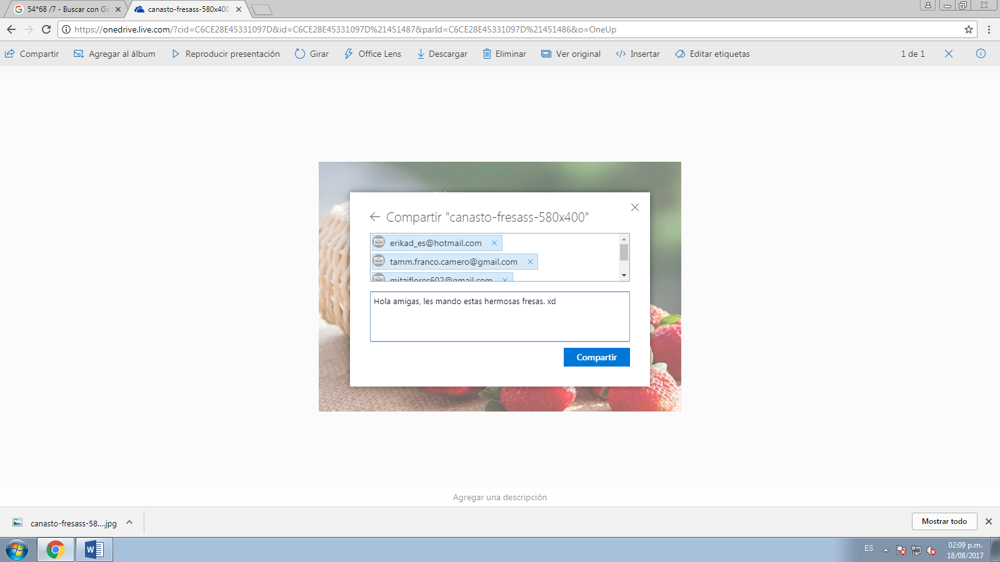 54*68 /7 - Buscar con Go
canasto-fresass-580x400
https://onedrive.live.com/?cid=C6CE28E45331097D&id=C6CE28E45331097D%21451487&parId=C6CE28E45331097D%21451486&o=OneUp
Compartir Agregar al álbum Reproducir presentación Girar Office Lens Descargar Eliminar Ver original Insertar Editar etiquetas 1 de 1
Compartir "canasto-fresass-580x400"
erikad_es@hotmail.com
tamm.franco.camero@gmail.com
mitziflores602@gmail.com
Hola amigas, les mando estas hermosas fresas. xd
Compartir
Agregar una descripción
canasto-fresass-58....jpg
Mostrar todo
ES
02:09 p.m.
18/08/2017